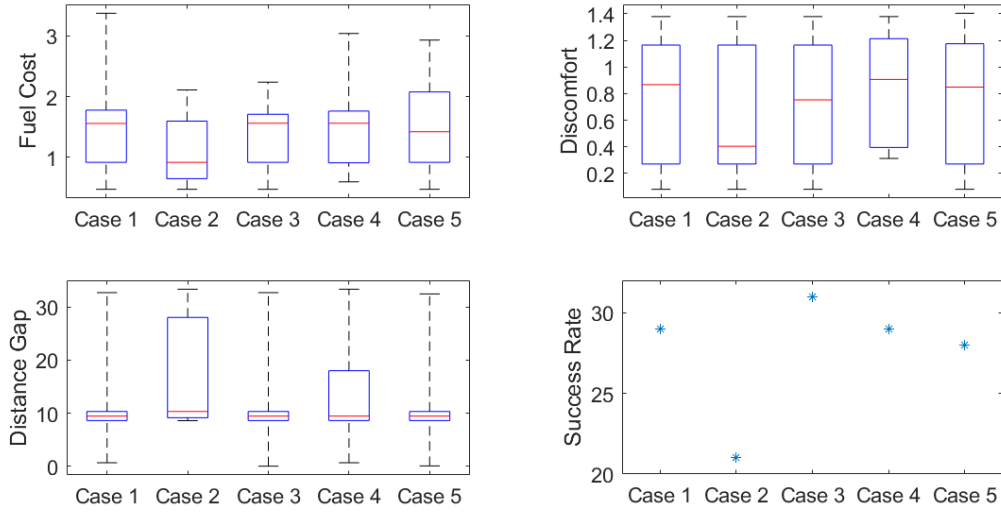 Fuel Cost
3
2
1
Case 1 Case 2 Case 3 Case 4 Case 5
Discomfort
1.4
1.2
1
0.8
0.6
0.4
0.2
Case 1 Case 2 Case 3 Case 4 Case 5
Distance Gap
30
20
10
0
Case 1 Case 2 Case 3 Case 4 Case 5
Success Rate
30
25
20
Case 1 Case 2 Case 3 Case 4 Case 5